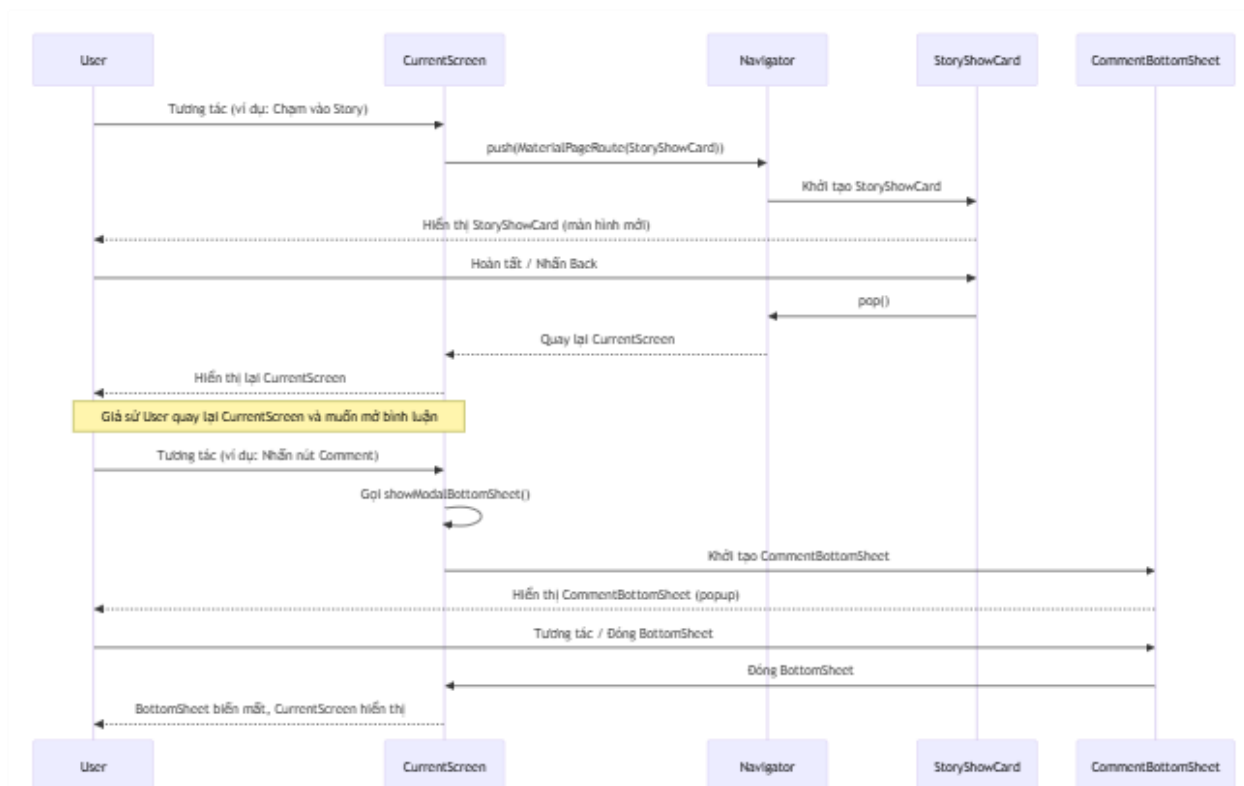 User
CurrentScreen
Navigator
StoryShowCard
CommentBottomSheet
Tương tác (ví dụ: Chạm vào Story)
push(MaterialPageRoute(StoryShowCard))
Khởi tạo StoryShowCard
Hiển thị StoryShowCard (màn hình mới)
Hoàn tất / Nhấn Back
pop()
Quay lại CurrentScreen
Hiển thị lại CurrentScreen
Giả sử User quay lại CurrentScreen và muốn mở bình luận
Tương tác (ví dụ: Nhấn nút Comment)
Gọi showModalBottomSheet()
Khởi tạo CommentBottomSheet
Hiển thị CommentBottomSheet (popup)
Tương tác / Đóng BottomSheet
Đóng BottomSheet
BottomSheet biến mất, CurrentScreen hiển thị
User
CurrentScreen
Navigator
StoryShowCard
CommentBottomSheet